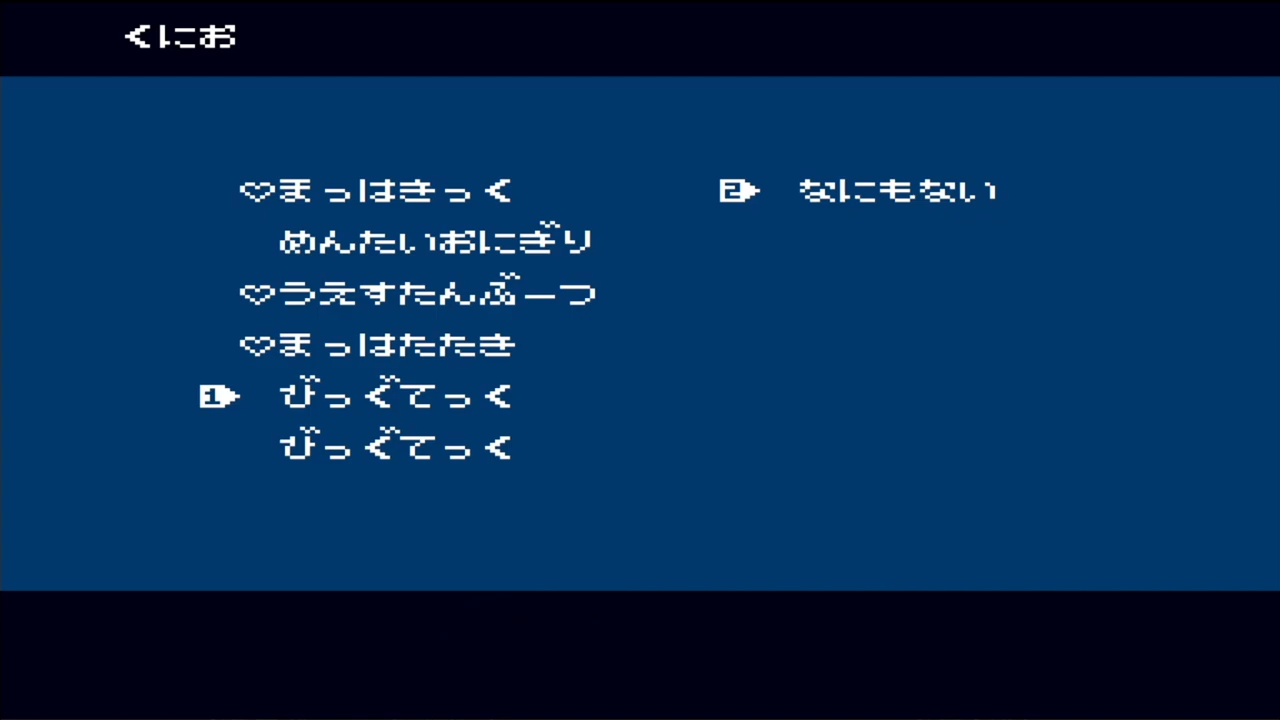 くにお
♡まっはきっく
めんたいおにぎり
♡うえすたんぶーつ
♡まっはたたき
1 びっぐてっく
びっぐてっく
2 なにもない